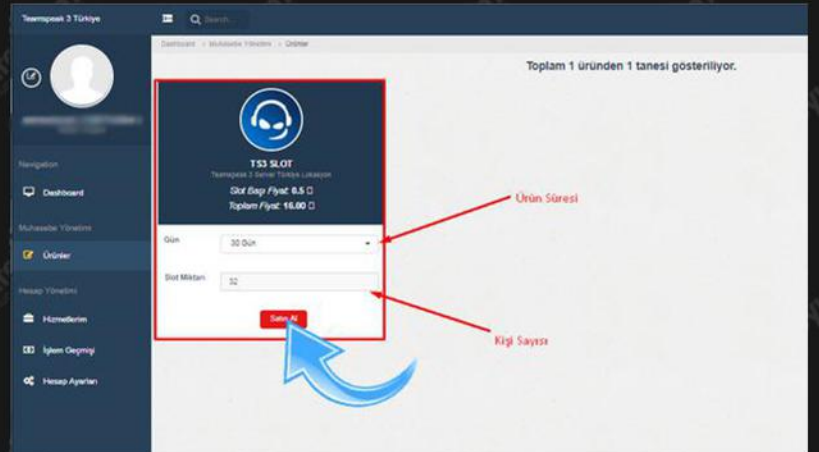 Teamspeak 3 Türkiye
Search...
Dashboard > Muhasebe Yönetimi > Ürünler
Toplam 1 üründen 1 tanesi gösteriliyor.
TS3 SLOT
Teamspeak 3 Server Türkiye Lokasyon
Slot Başı Fiyat: 0.5
Toplam Fiyat: 16.00
Navigation
Dashboard
Muhasebe Yönetimi
Ürünler
Hesap Yönetimi
Hizmetlerim
İşlem Geçmişi
Hesap Ayarları
Gün
30 Gün
Slot Miktarı
32
Satın Al
Ürün Süresi
Kişi Sayısı